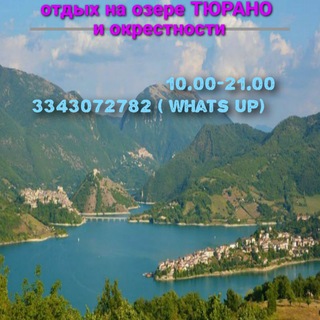 отдых на озере ТЮРАНО
и окрестности
10.00-21.00
3343072782 ( WHATS UP)